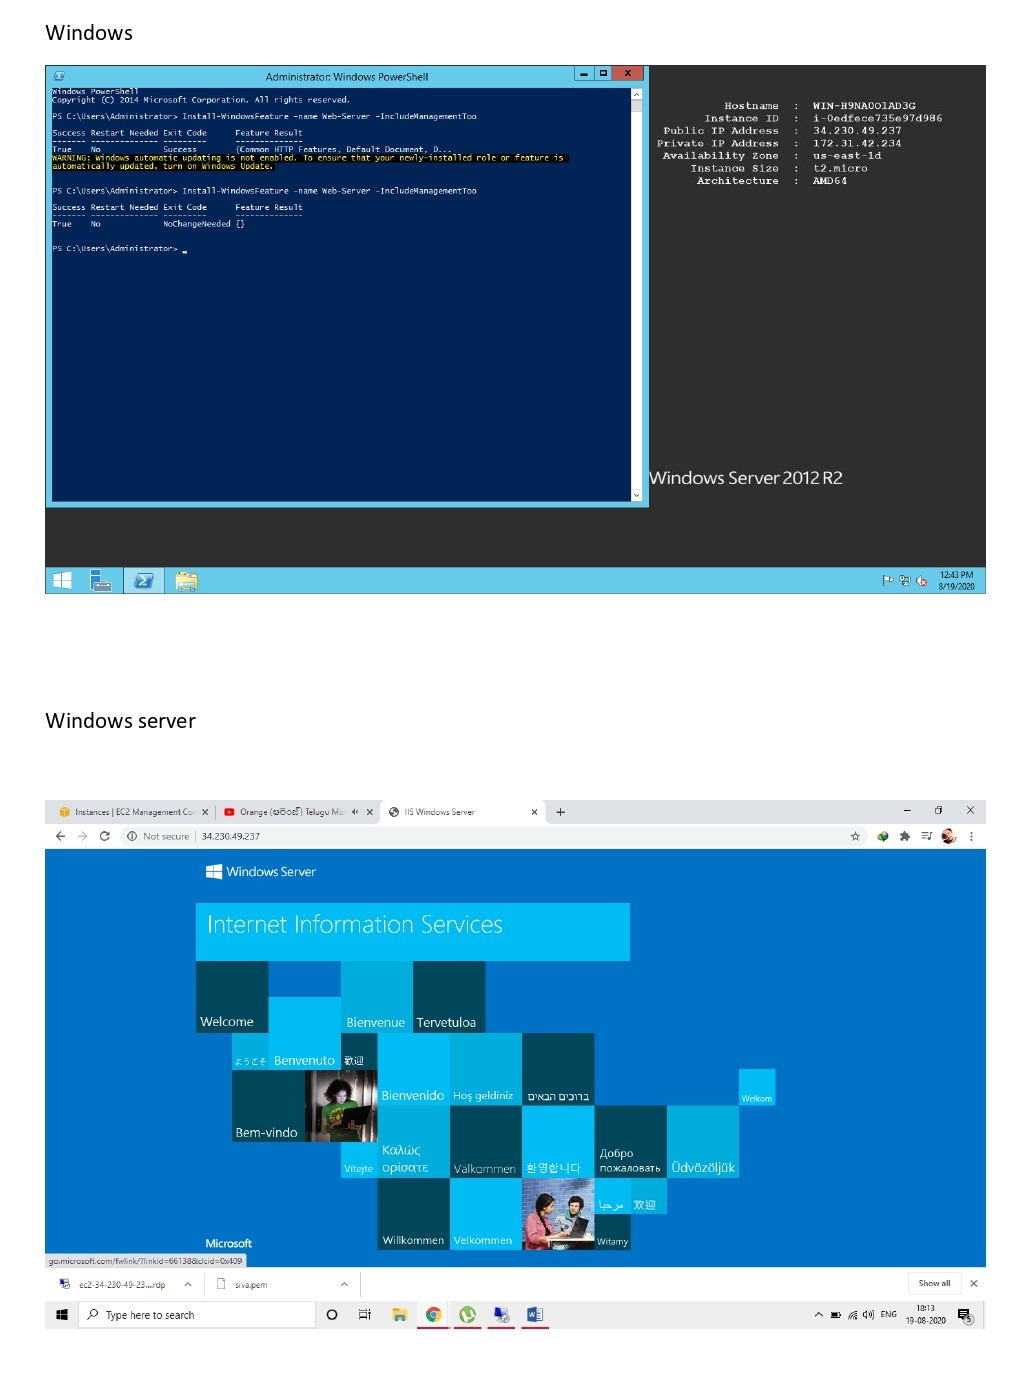 Windows
Administrator: Windows PowerShell
Windows PowerShell
Copyright (C) 2014 Microsoft Corporation. All rights reserved.
PS C:\Users\Administrator> Install-WindowsFeature -name Web-Server -IncludeManagementToo
Success Restart Needed Exit Code Feature Result
True No Success {Common HTTP Features, Default Document, D...
WARNING: Windows automatic updating is not enabled. To ensure that your newly-installed role or feature is
automatically updated, turn on Windows Update.
PS C:\Users\Administrator> Install-WindowsFeature -name Web-Server -IncludeManagementToo
Success Restart Needed Exit Code Feature Result
True No NoChangeNeeded {}
PS C:\Users\Administrator>
Hostname : WIN-H9NAOO1AD3G
Instance ID : i-0edfece735e97d986
Public IP Address : 34.230.49.237
Private IP Address : 172.31.42.234
Availability Zone : us-east-1d
Instance Size : t2.micro
Architecture : AMD64
Windows Server 2012 R2
12:43 PM
8/19/2020
Windows server
Instances | EC2 Management Co
Orange (ఆరెంజ్) Telugu Mo
IIS Windows Server
Not secure | 34.230.49.237
Windows Server
Internet Information Services
Welcome
Bienvenue
Tervetuloa
ようこそ
Benvenuto
歡迎
Bienvenido
Hoş geldiniz
ברוכים הבאים
Welkom
Bem-vindo
Vítejte
Καλώς
ορίσατε
Välkommen
환영합니다
Добро
пожаловать
Üdvözöljük
Willkommen
Velkommen
مرحبا
欢迎
Witamy
Microsoft
go.microsoft.com/fwlink/?linkid=66138&clcid=0x409
ec2-34-230-49-23....rdp
siva.pem
Show all
Type here to search
ENG
18:13
19-08-2020
5